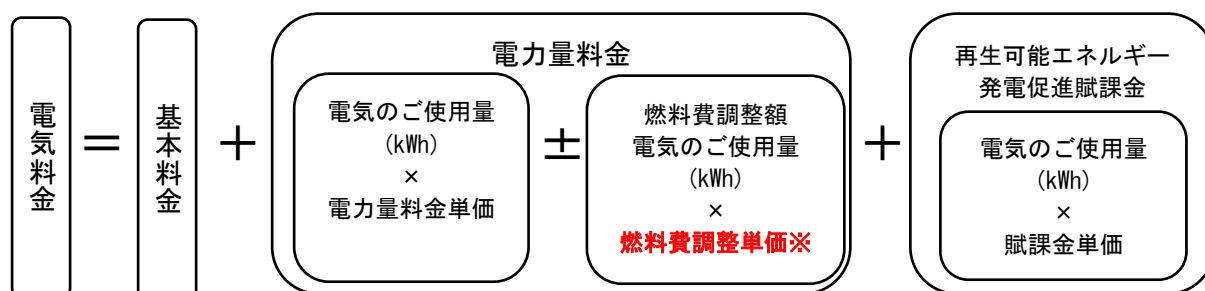 電気料金
＝
基本料金
＋
電力量料金
電気のご使用量
(kWh)
×
電力量料金単価
±
燃料費調整額
電気のご使用量
(kWh)
×
燃料費調整単価※
＋
再生可能エネルギー
発電促進賦課金
電気のご使用量
(kWh)
×
賦課金単価